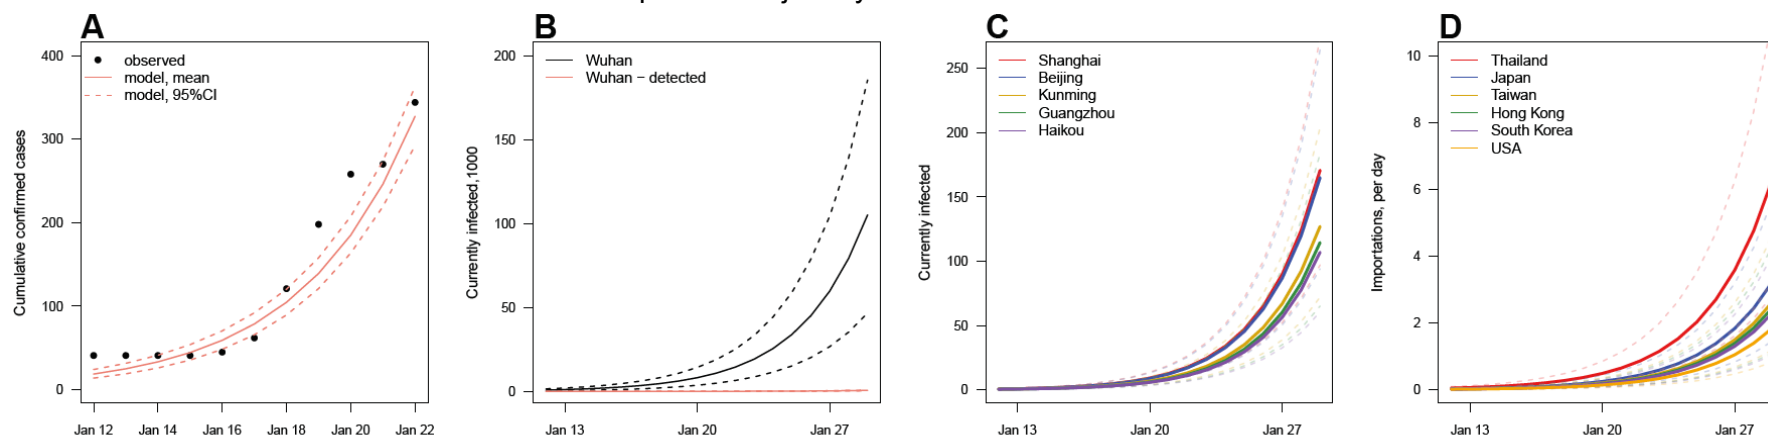 A
Cumulative confirmed cases
400
300
200
100
0
observed
model, mean
model, 95%CI
Jan 12
Jan 14
Jan 16
Jan 18
Jan 20
Jan 22
B
Currently infected,1000
200
150
100
50
0
Wuhan
Wuhan − detected
Jan 13
Jan 20
Jan 27
C
Currently infected
250
200
150
100
50
0
Shanghai
Beijing
Kunming
Guangzhou
Haikou
Jan 13
Jan 20
Jan 27
D
Importations, per day
10
8
6
4
2
0
Thailand
Japan
Taiwan
Hong Kong
South Korea
USA
Jan 13
Jan 20
Jan 27